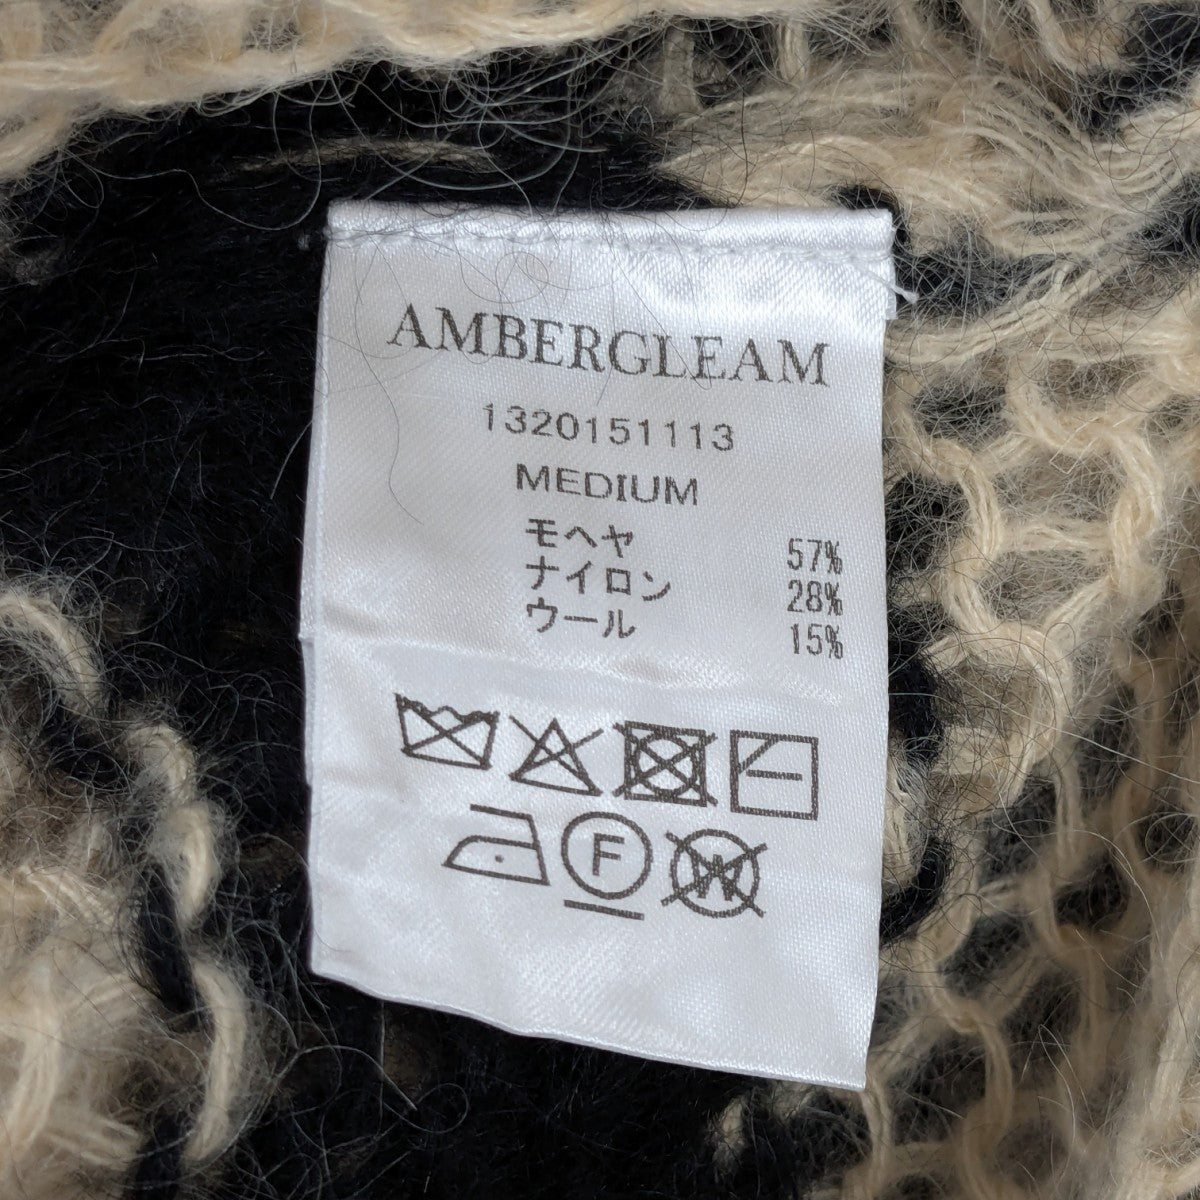 AMBERGLEAM
1320151113
MEDIUM
モヘヤ 57%
ナイロン 28%
ウール 15%
F
W